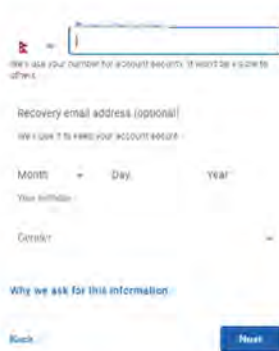 We'll use your number for account security. It won't be visible to
others.
Recovery email address (optional)
We'll use it to keep your account secure
Month Day Year
Your birthday
Gender
Why we ask for this information
Back Next